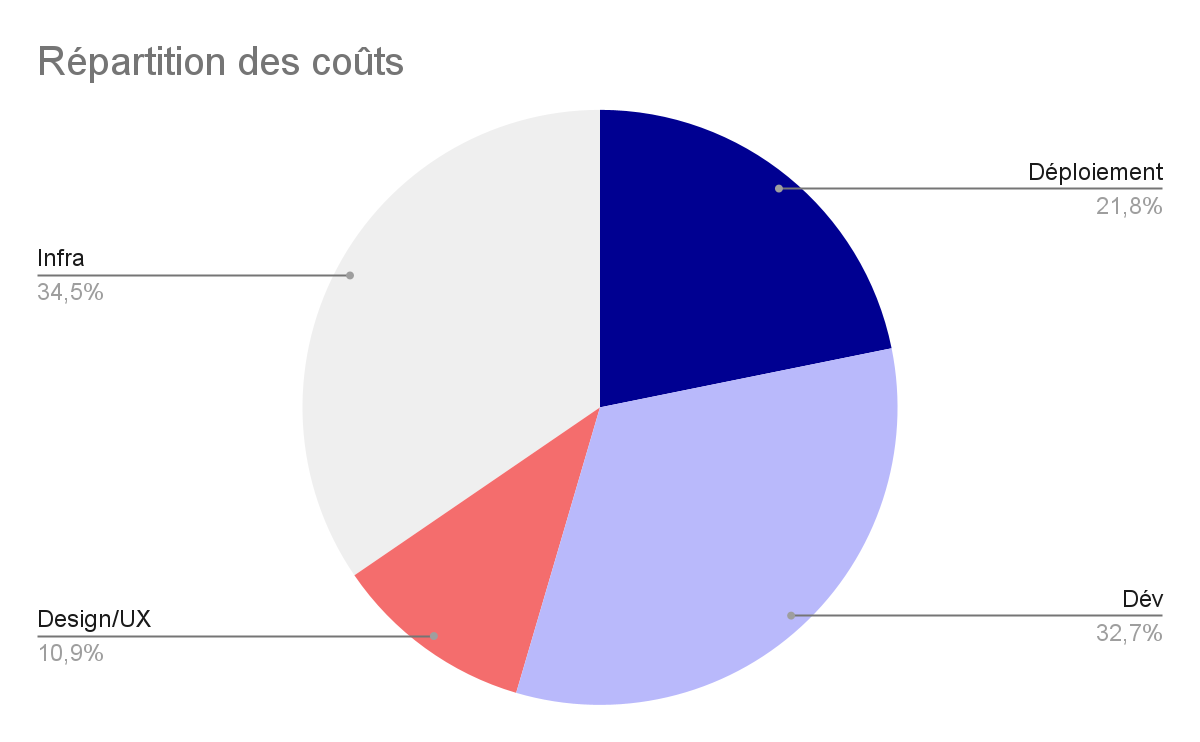 Répartition des coûts
Déploiement
21,8%
Infra
34,5%
Dév
32,7%
Design/UX
10,9%